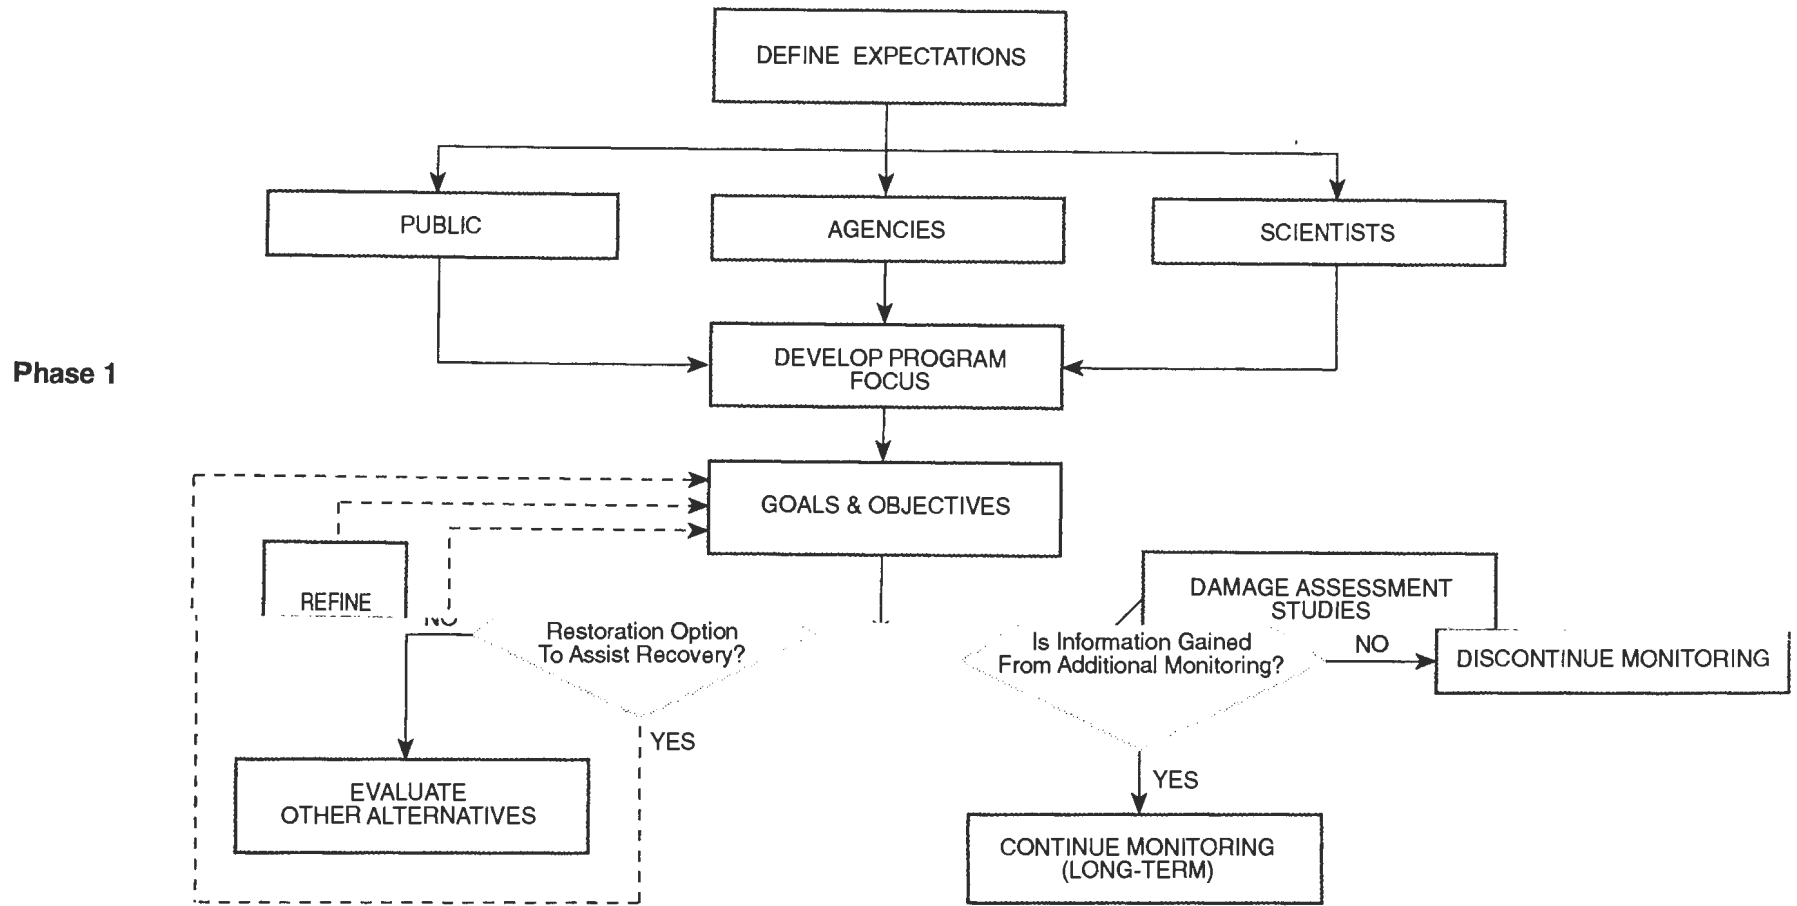 DEFINE EXPECTATIONS
PUBLIC
AGENCIES
SCIENTISTS
Phase 1
DEVELOP PROGRAM
FOCUS
GOALS & OBJECTIVES
REFINE
NO
Restoration Option
To Assist Recovery?
DAMAGE ASSESSMENT
STUDIES
Is Information Gained
From Additional Monitoring?
NO
DISCONTINUE MONITORING
YES
EVALUATE
OTHER ALTERNATIVES
YES
CONTINUE MONITORING
(LONG-TERM)